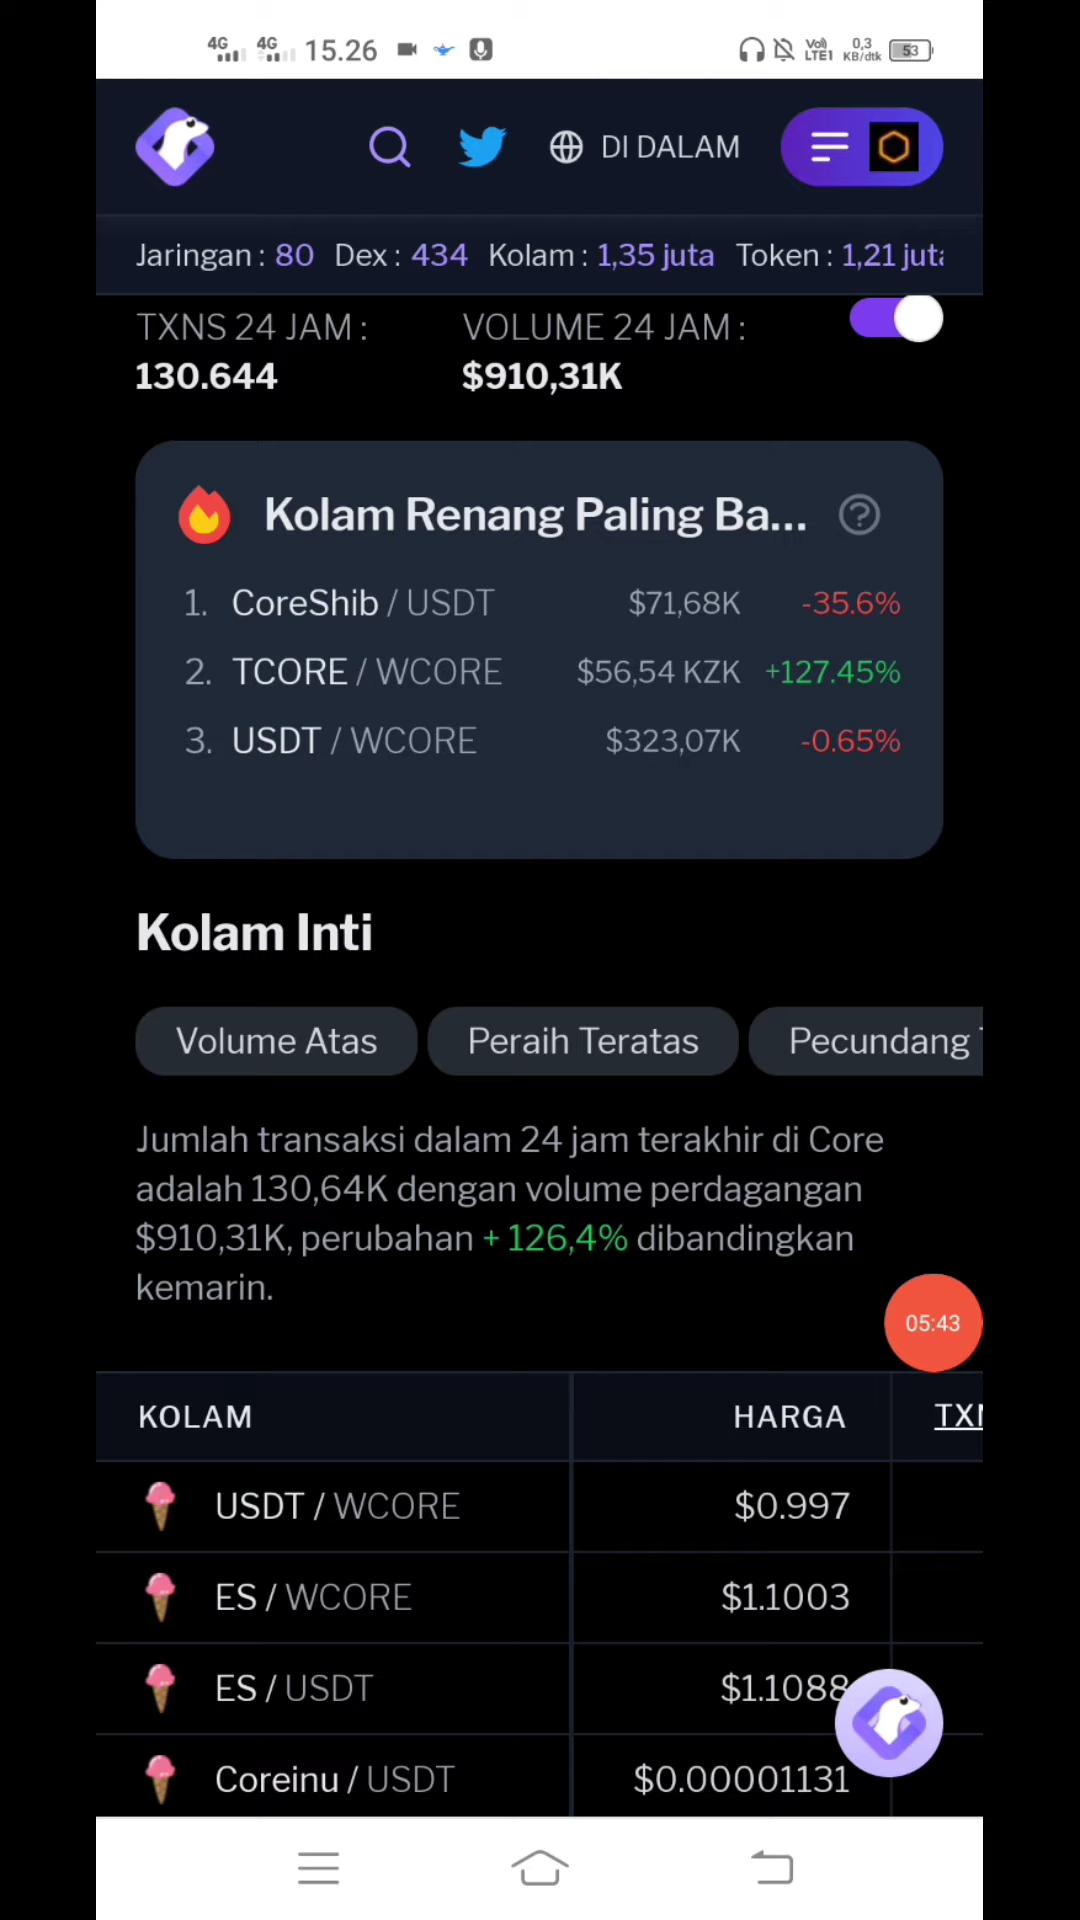 4G 4G 15.26 Vo) LTE1 0,3 KB/dtk 53
DI DALAM
Jaringan : 80 Dex : 434 Kolam : 1,35 juta Token : 1,21 juta
TXNS 24 JAM : VOLUME 24 JAM :
130.644 $910,31K
Kolam Renang Paling Ba... ?
1. CoreShib / USDT $71,68K -35.6%
2. TCORE / WCORE $56,54 KZK +127.45%
3. USDT / WCORE $323,07K -0.65%
Kolam Inti
Volume Atas Peraih Teratas Pecundang
Jumlah transaksi dalam 24 jam terakhir di Core
adalah 130,64K dengan volume perdagangan
$910,31K, perubahan + 126,4% dibandingkan
kemarin.
05:43
KOLAM HARGA TXN
USDT / WCORE $0.997
ES / WCORE $1.1003
ES / USDT $1.1088
Coreinu / USDT $0.00001131